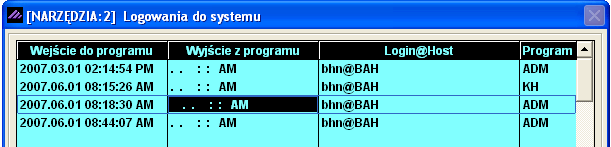 [NARZĘDZIA:2] Logowania do systemu
Wejście do programu Wyjście z programu Login@Host Program
2007.03.01 02:14:54 PM . . : : AM bhn@BAH ADM
2007.06.01 08:15:26 AM . . : : AM bhn@BAH KH
2007.06.01 08:18:30 AM . . : : AM bhn@BAH ADM
2007.06.01 08:44:07 AM . . : : AM bhn@BAH ADM